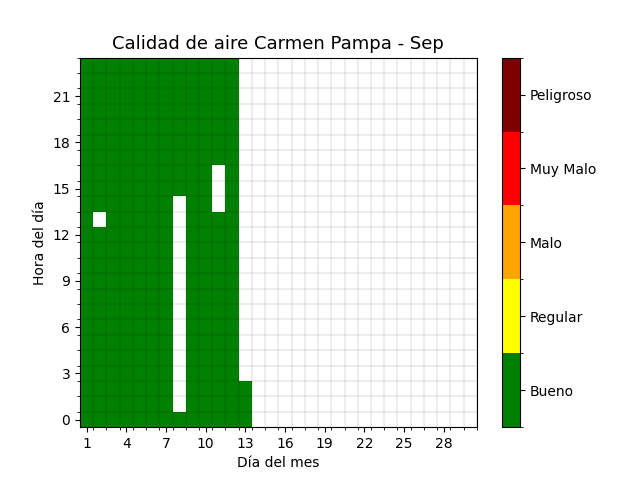 Calidad de aire Carmen Pampa - Sep
Hora del día
21
18
15
12
9
6
3
0
1 4 7 10 13 16 19 22 25 28
Día del mes
Peligroso
Muy Malo
Malo
Regular
Bueno